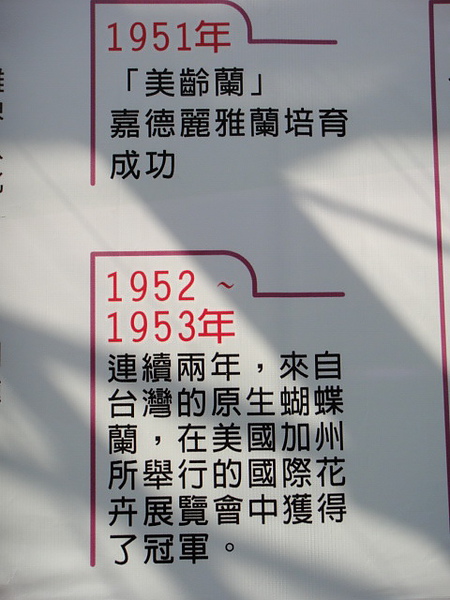 1951年
「美齡蘭」
嘉德麗雅蘭培育
成功
1952 ~
1953年
連續兩年，來自
台灣的原生蝴蝶
蘭，在美國加州
所舉行的國際花
卉展覽會中獲得
了冠軍。